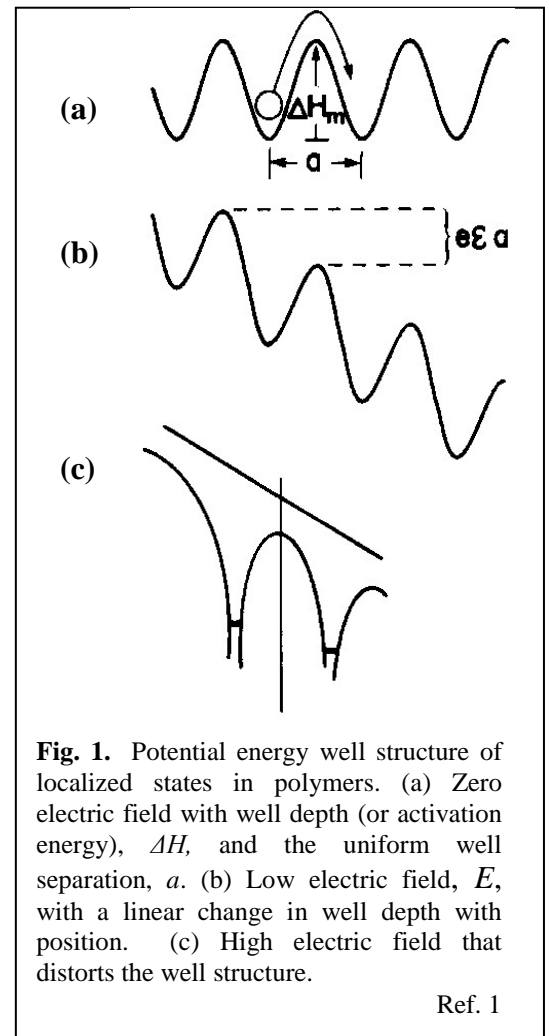 (a)
ΔHm
a
(b)
eε a
(c)
Fig. 1. Potential energy well structure of
localized states in polymers. (a) Zero
electric field with well depth (or activation
energy), ΔH, and the uniform well
separation, a. (b) Low electric field, E,
with a linear change in well depth with
position. (c) High electric field that
distorts the well structure.
Ref. 1